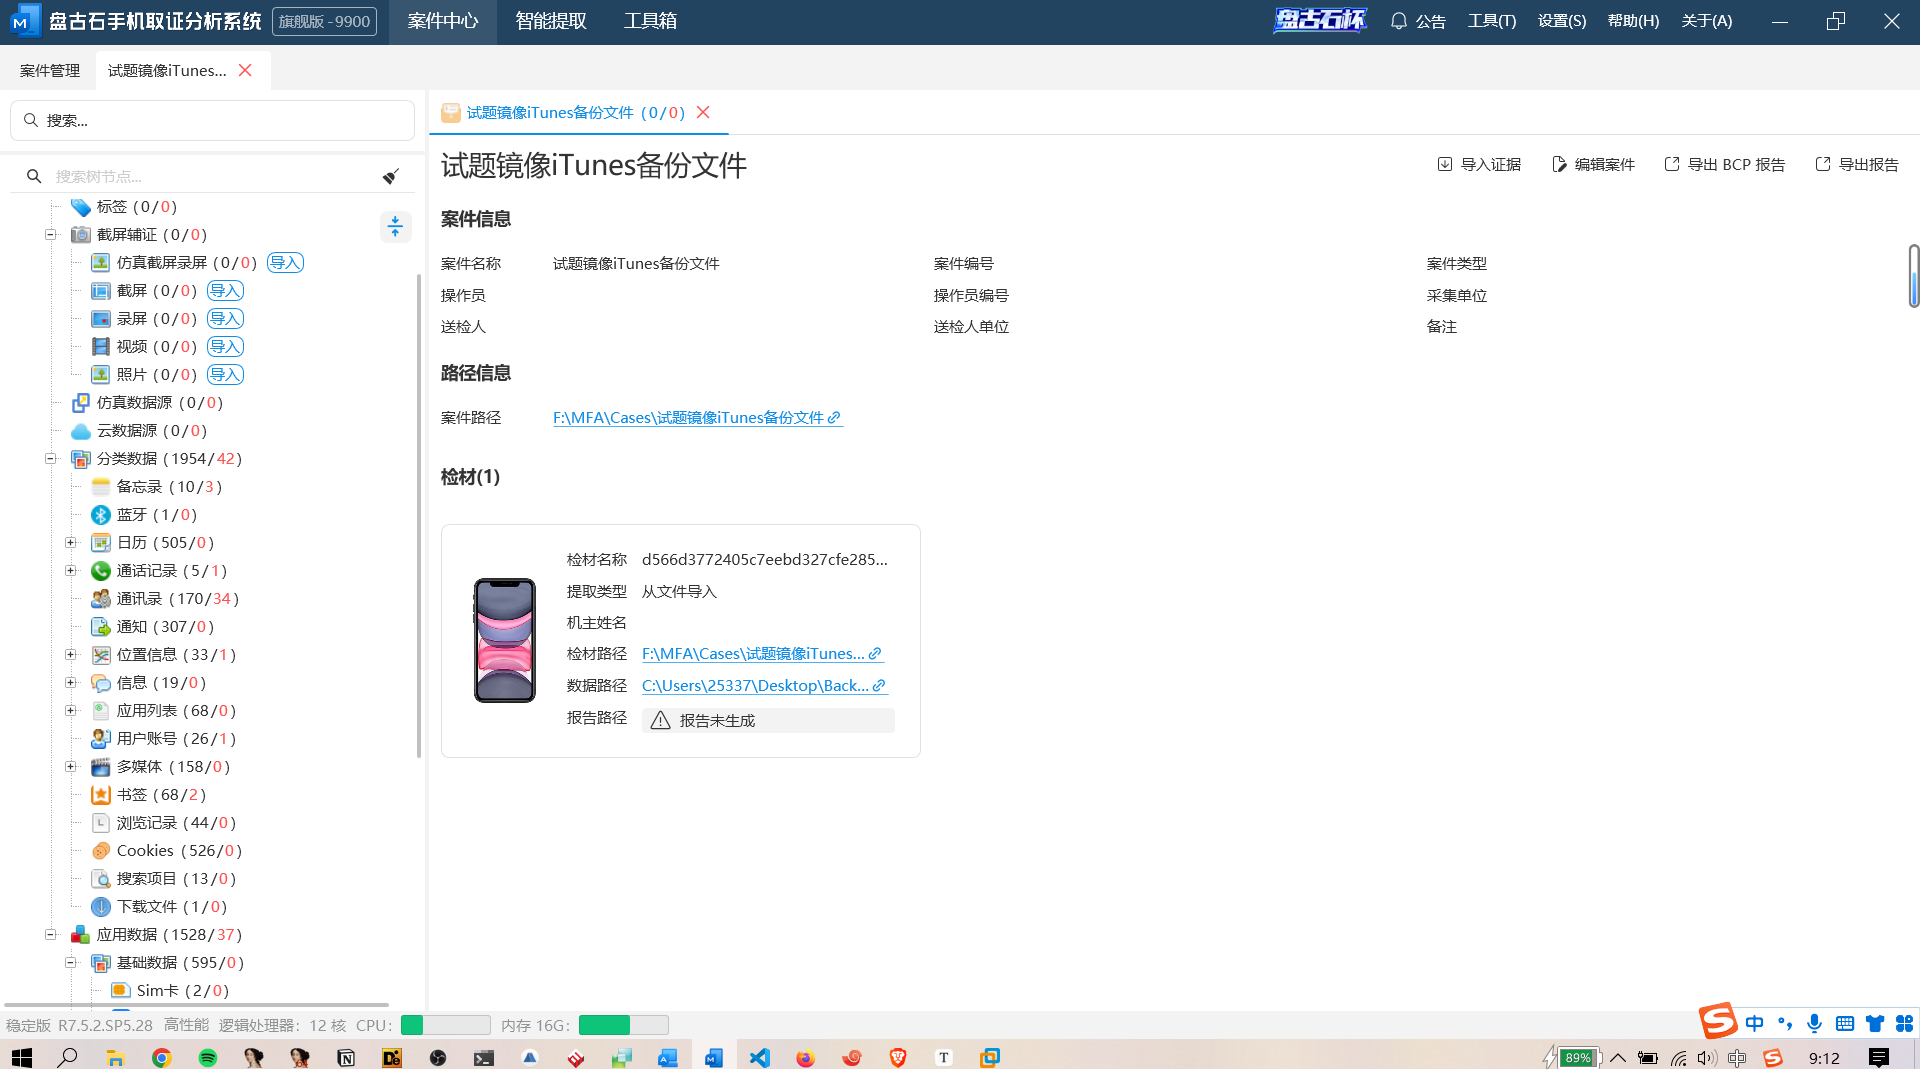 盘古石手机取证分析系统 旗舰版 -9900 案件中心 智能提取 工具箱 盘古石杯 公告 工具(T) 设置(S) 帮助(H) 关于(A)
案件管理 试题镜像iTunes...
搜索...
搜索树节点...
标签 (0/0)
截屏辅证 (0/0)
仿真截屏录屏 (0/0) 导入
截屏 (0/0) 导入
录屏 (0/0) 导入
视频 (0/0) 导入
照片 (0/0) 导入
仿真数据源 (0/0)
云数据源 (0/0)
分类数据 (1954/42)
备忘录 (10/3)
蓝牙 (1/0)
日历 (505/0)
通话记录 (5/1)
通讯录 (170/34)
通知 (307/0)
位置信息 (33/1)
信息 (19/0)
应用列表 (68/0)
用户账号 (26/1)
多媒体 (158/0)
书签 (68/2)
浏览记录 (44/0)
Cookies (526/0)
搜索项目 (13/0)
下载文件 (1/0)
应用数据 (1528/37)
基础数据 (595/0)
Sim卡 (2/0)
试题镜像iTunes备份文件 (0/0)
试题镜像iTunes备份文件
导入证据 编辑案件 导出 BCP 报告 导出报告
案件信息
案件名称 试题镜像iTunes备份文件 案件编号 案件类型
操作员 操作员编号 采集单位
送检人 送检人单位 备注
路径信息
案件路径 F:\MFA\Cases\试题镜像iTunes备份文件
检材(1)
检材名称 d566d3772405c7eebd327cfe285...
提取类型 从文件导入
机主姓名
检材路径 F:\MFA\Cases\试题镜像iTunes...
数据路径 C:\Users\25337\Desktop\Back...
报告路径 报告未生成
稳定版 R7.5.2.SP5.28 高性能 逻辑处理器: 12 核 CPU: 内存 16G:
中
89% 9:12